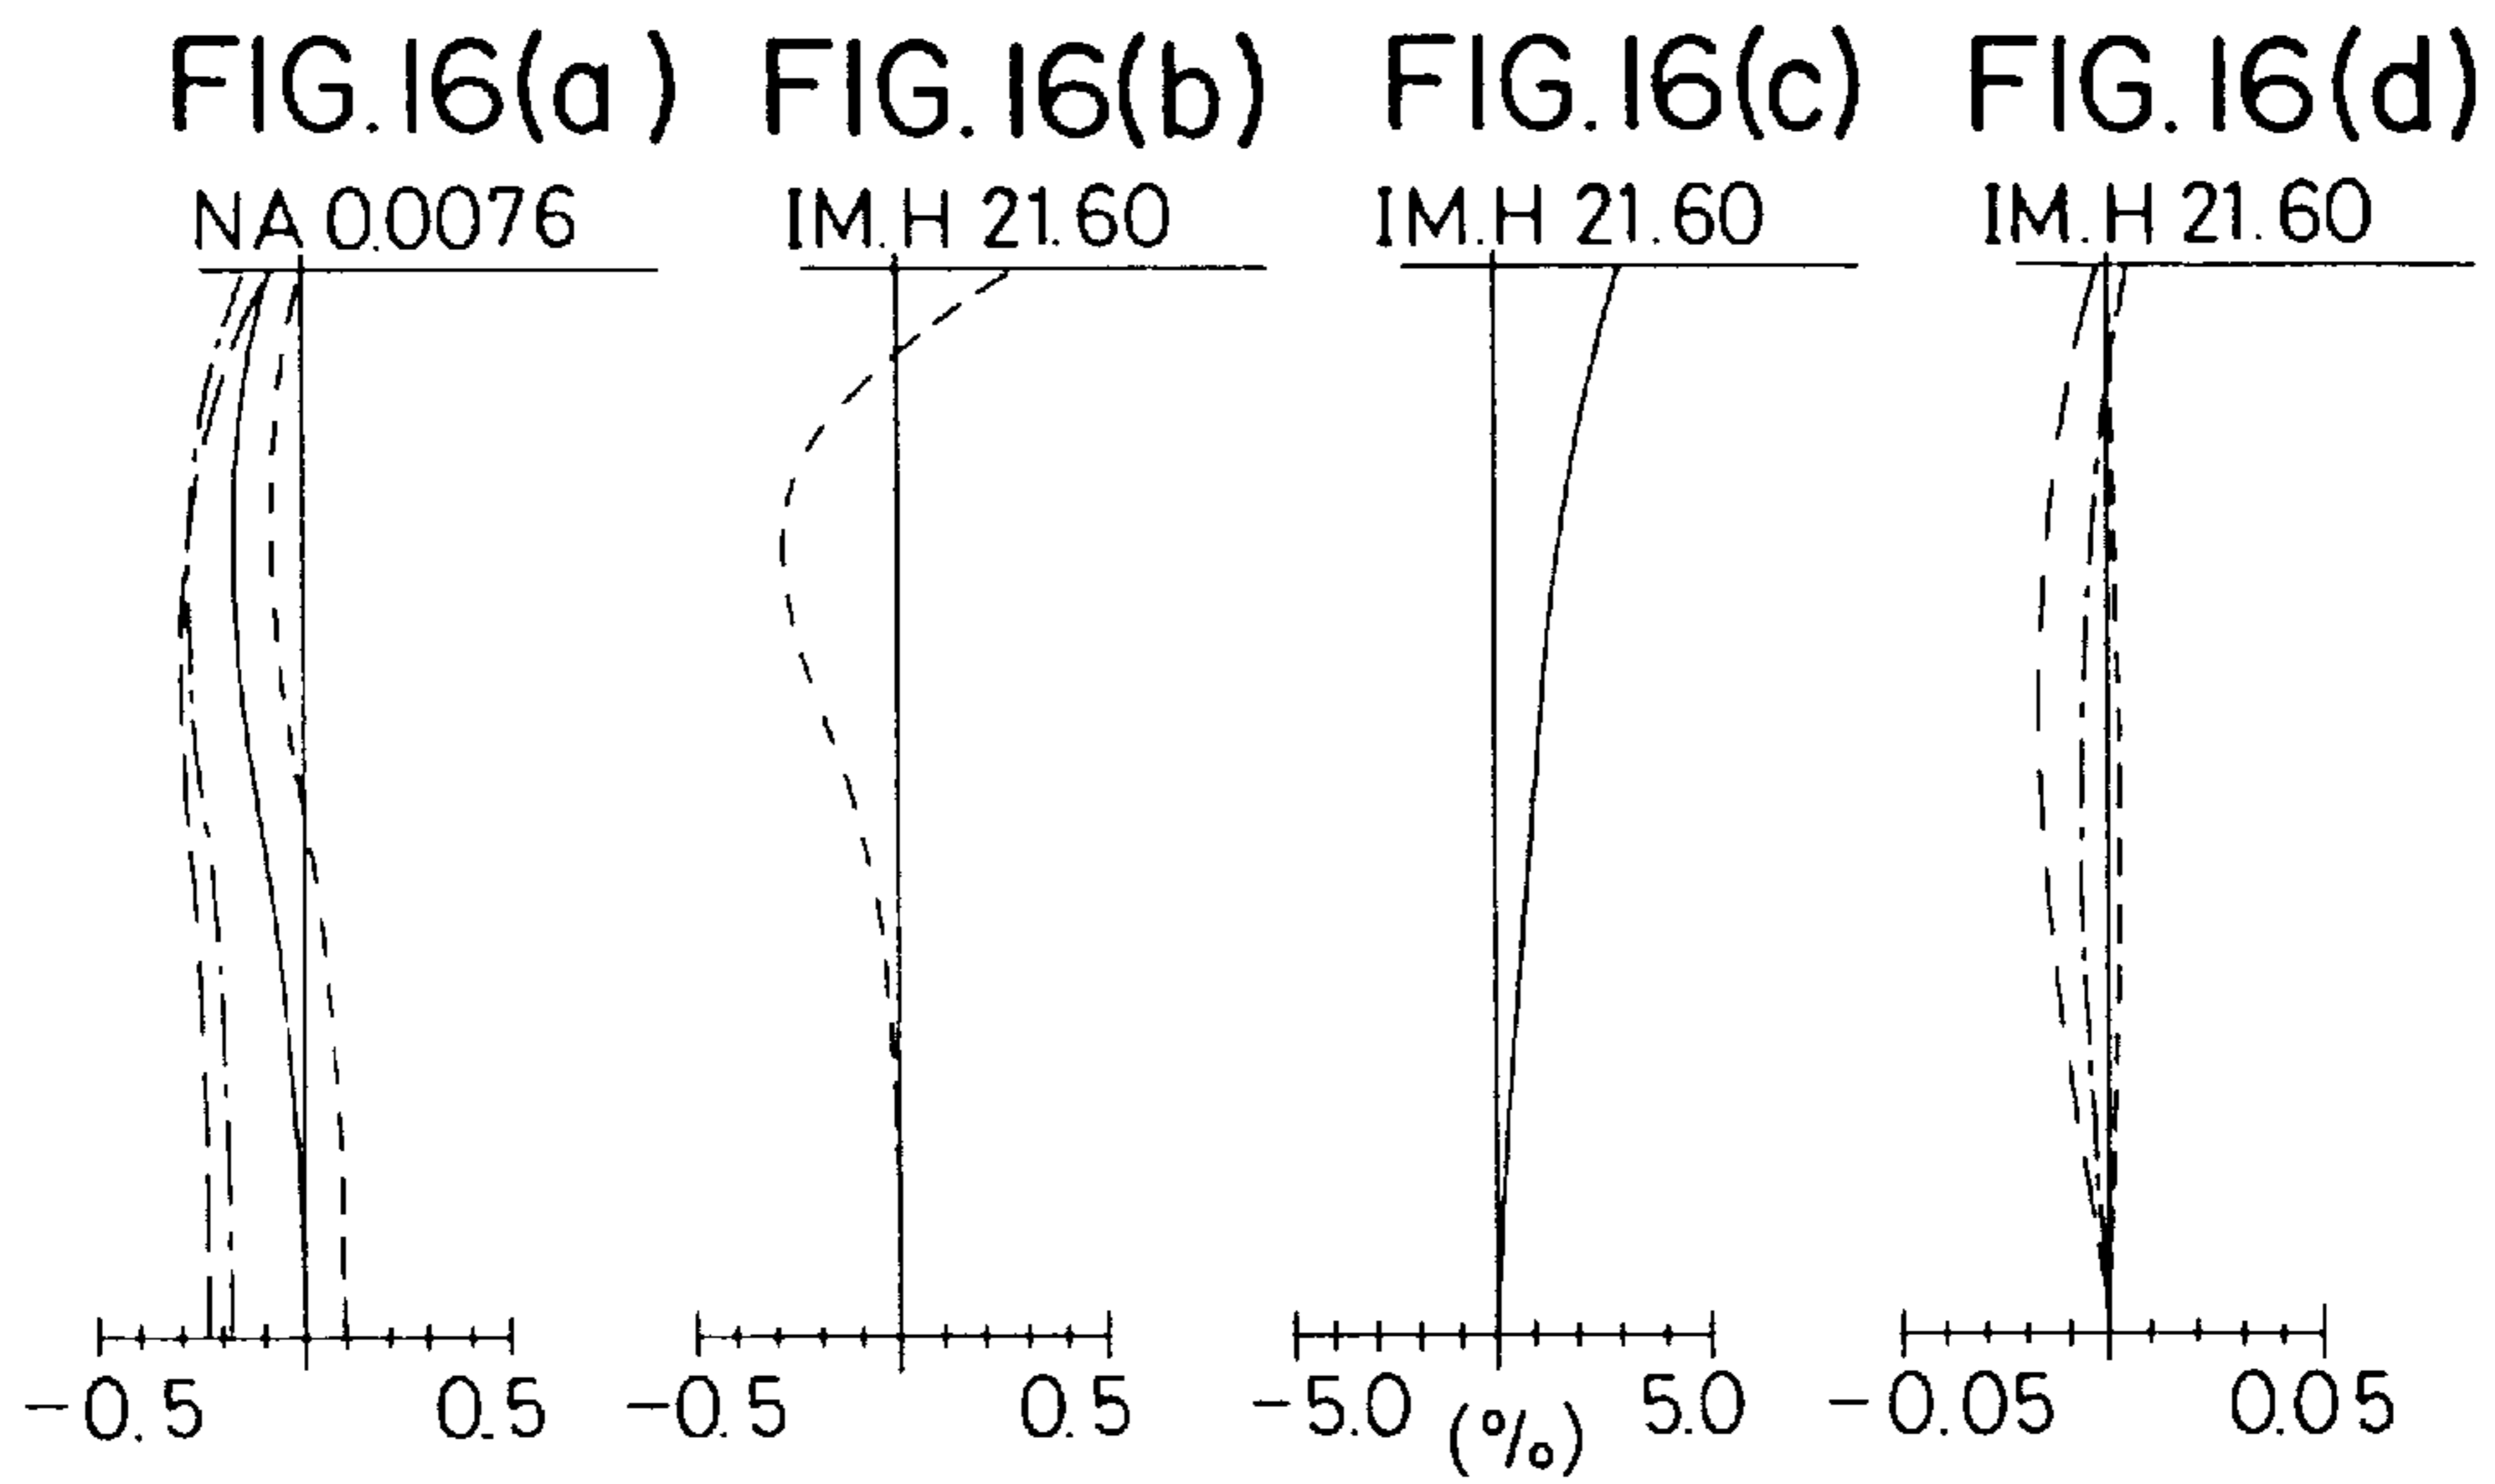 FIG.16(a) FIG.16(b) FIG.16(c) FIG.16(d)
NA 0.0076 IM.H 21.60 IM.H 21.60 IM.H 21.60
-0.5 0.5 -0.5 0.5 -5.0 5.0 -0.05 0.05
(%)